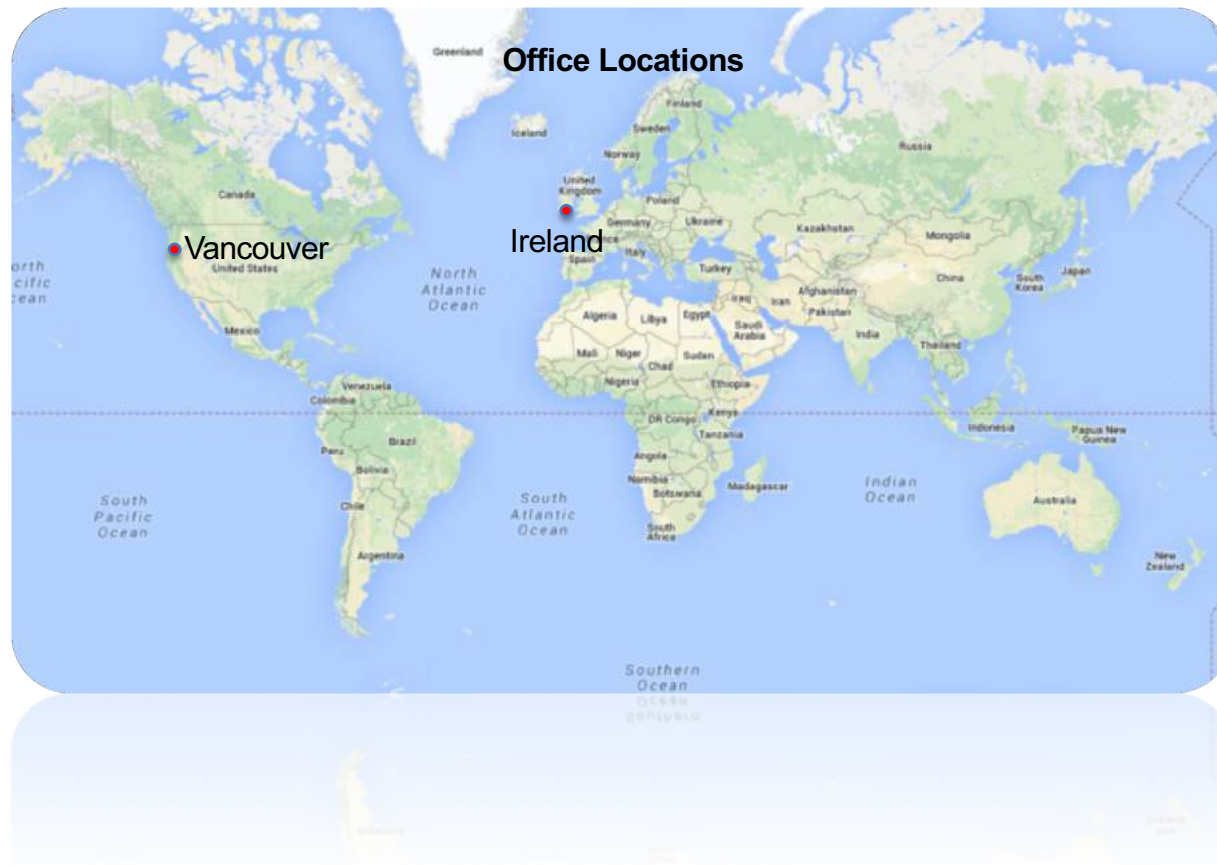 Greenland
Office Locations
Finland
Iceland
Sweden
Russia
Norway
Canada
United
Kingdom
Poland
Germany
Ukraine
Kazakhstan
Mongolia
Vancouver
Ireland
nce
Italy
Spain
orth
cific
cean
United States
North
Atlantic
Ocean
Turkey
China
South
Korea
Japan
Iraq
Iran
Afghanistan
Pakistan
Algeria
Libya
Egypt
Saudi
Arabia
India
Mexico
Thailand
Mali
Niger
Chad
Sudan
Nigeria
Ethiopia
Venezuela
Colombia
DR Congo
Kenya
Tanzania
Indonesia
Papua New
Guinea
Brazil
Peru
Bolivia
Angola
Namibia
Botswana
Madagascar
Indian
Ocean
Australia
South
Pacific
Ocean
Chile
South
Atlantic
Ocean
South
Africa
Argentina
New
Zealand
Southern
Ocean